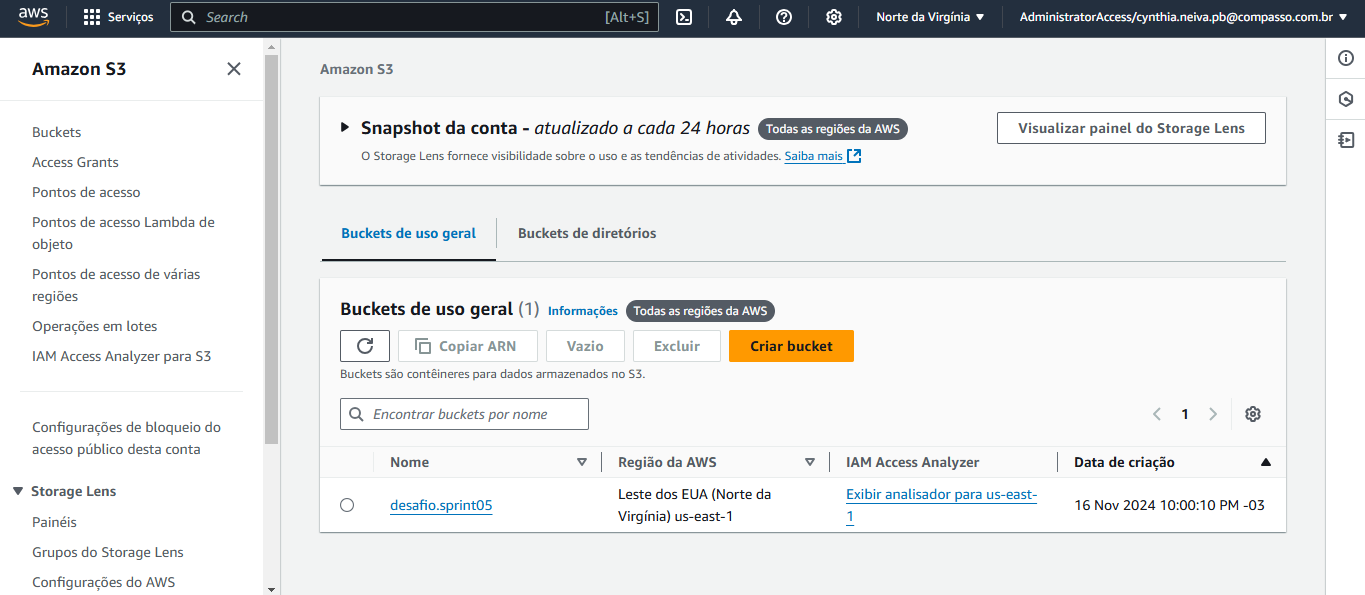 aws
Serviços
Search
[Alt+S]
Norte da Virgínia
AdministratorAccess/cynthia.neiva.pb@compasso.com.br
Amazon S3
Buckets
Access Grants
Pontos de acesso
Pontos de acesso Lambda de
objeto
Pontos de acesso de várias
regiões
Operações em lotes
IAM Access Analyzer para S3
Configurações de bloqueio do
acesso público desta conta
Storage Lens
Painéis
Grupos do Storage Lens
Configurações do AWS
Amazon S3
Snapshot da conta - atualizado a cada 24 horas
Todas as regiões da AWS
O Storage Lens fornece visibilidade sobre o uso e as tendências de atividades. Saiba mais
Visualizar painel do Storage Lens
Buckets de uso geral
Buckets de diretórios
Buckets de uso geral (1)
Informações
Todas as regiões da AWS
Copiar ARN
Vazio
Excluir
Criar bucket
Buckets são contêineres para dados armazenados no S3.
Encontrar buckets por nome
1
Nome
Região da AWS
IAM Access Analyzer
Data de criação
desafio.sprint05
Leste dos EUA (Norte da
Virgínia) us-east-1
Exibir analisador para us-east-
1
16 Nov 2024 10:00:10 PM -03